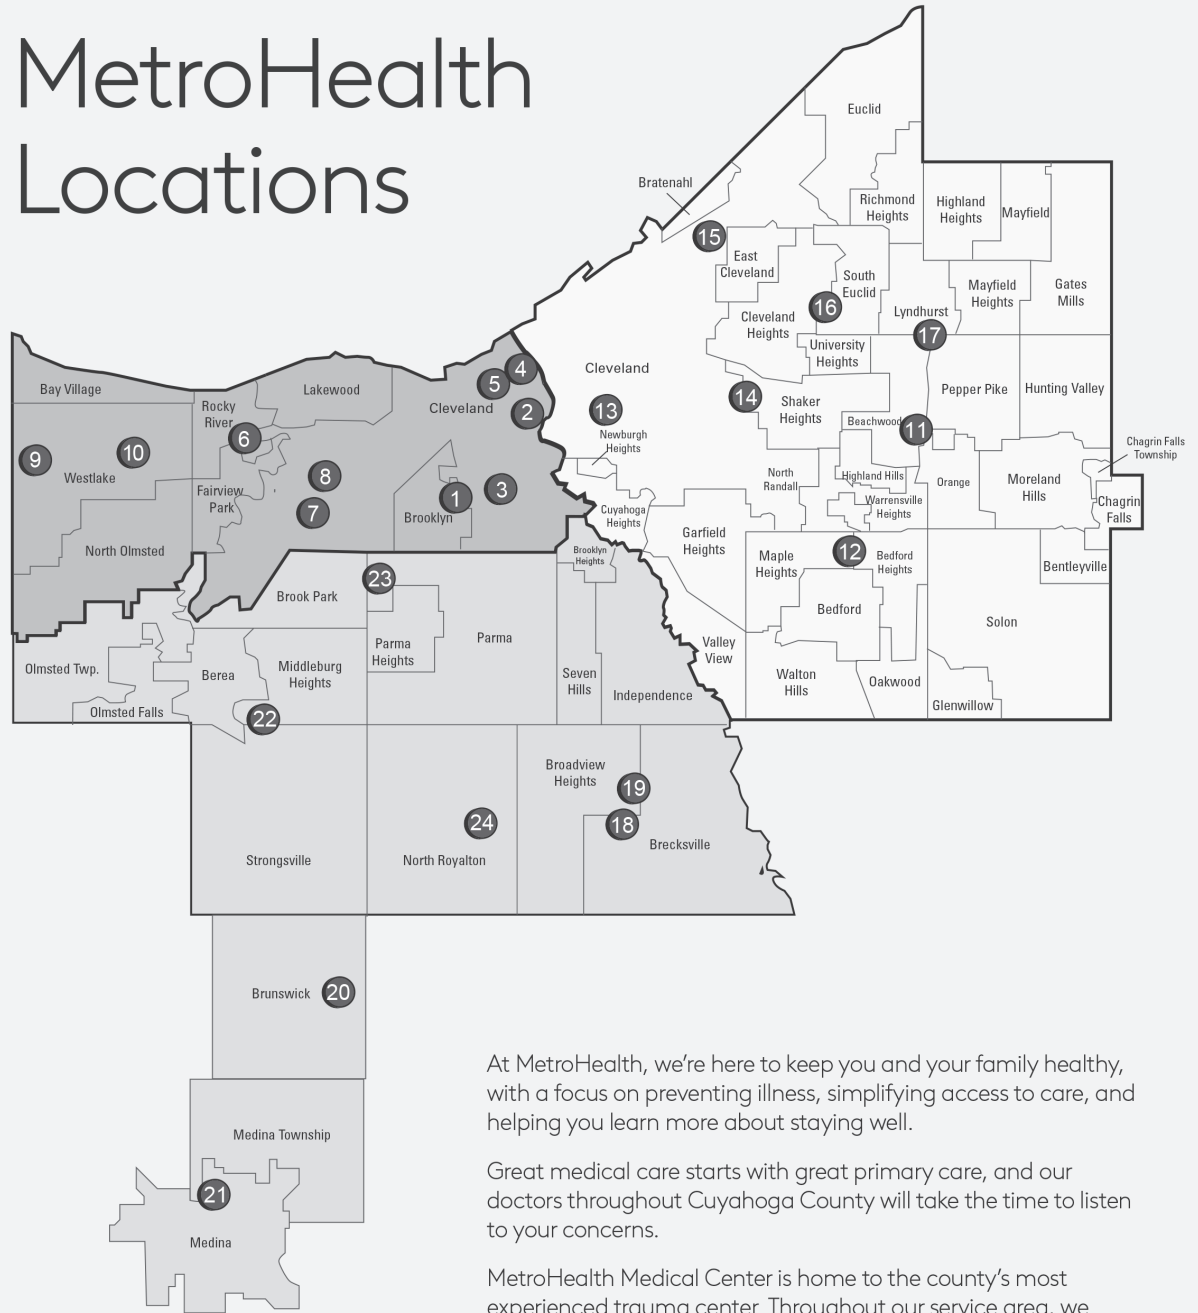 MetroHealth
Locations
Euclid
Bratenahl
Richmond
Heights
Highland
Heights
Mayfield
15
East
Cleveland
South
Euclid
Mayfield
Heights
Gates
Mills
16
Cleveland
Heights
Lyndhurst
17
University
Heights
4
5
2
Cleveland
Cleveland
13
14
Shaker
Heights
Pepper Pike
Hunting Valley
Bay Village
Lakewood
Rocky
River
6
Newburgh
Heights
Beachwood
11
Chagrin Falls
Township
9
10
Westlake
8
7
Fairview
Park
1
3
Brooklyn
North
Randall
Highland Hills
Orange
Moreland
Hills
Chagrin
Falls
Cuyahoga
Heights
Warrensville
Heights
North Olmsted
Garfield
Heights
Brooklyn
Heights
Maple
Heights
12
Bedford
Heights
Bentleyville
23
Brook Park
Bedford
Solon
Parma
Heights
Parma
Valley
View
Olmsted Twp.
Berea
Middleburg
Heights
Seven
Hills
Independence
Walton
Hills
Oakwood
Glenwillow
Olmsted Falls
22
Broadview
Heights
19
18
24
Strongsville
North Royalton
Brecksville
Brunswick
20
Medina Township
21
Medina
At MetroHealth, we’re here to keep you and your family healthy,
with a focus on preventing illness, simplifying access to care, and
helping you learn more about staying well.
Great medical care starts with great primary care, and our
doctors throughout Cuyahoga County will take the time to listen
to your concerns.
MetroHealth Medical Center is home to the county’s most
experienced trauma center. Throughout our service area, we